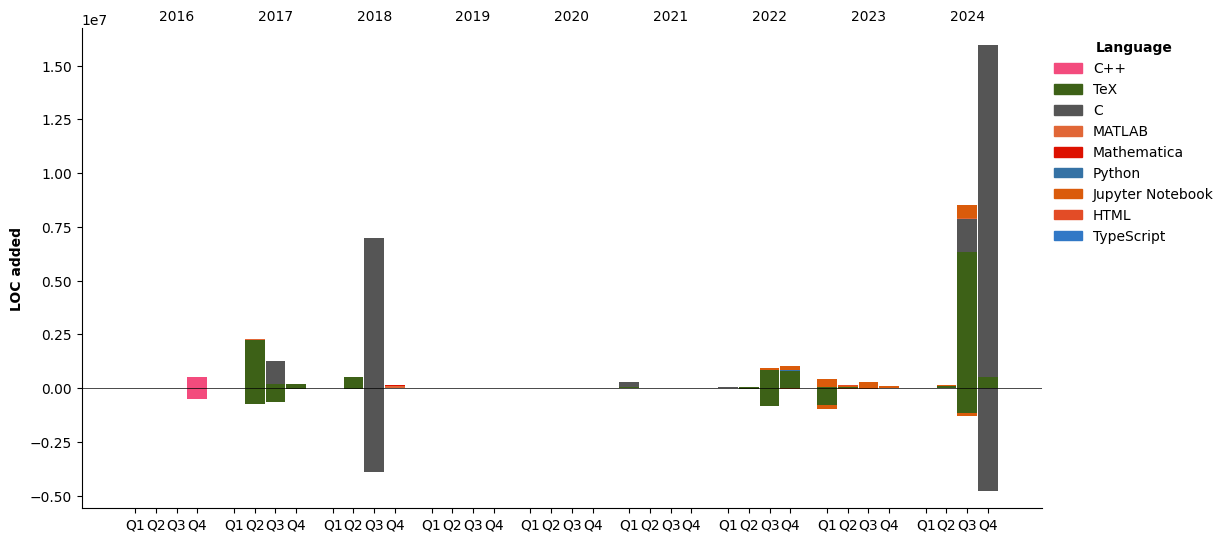 2016 2017 2018 2019 2020 2021 2022 2023 2024
1e7
1.50
1.25
1.00
0.75
0.50
0.25
0.00
−0.25
−0.50
LOC added
Q1 Q2 Q3 Q4 Q1 Q2 Q3 Q4 Q1 Q2 Q3 Q4 Q1 Q2 Q3 Q4 Q1 Q2 Q3 Q4 Q1 Q2 Q3 Q4 Q1 Q2 Q3 Q4 Q1 Q2 Q3 Q4 Q1 Q2 Q3 Q4
Language
C++
TeX
C
MATLAB
Mathematica
Python
Jupyter Notebook
HTML
TypeScript